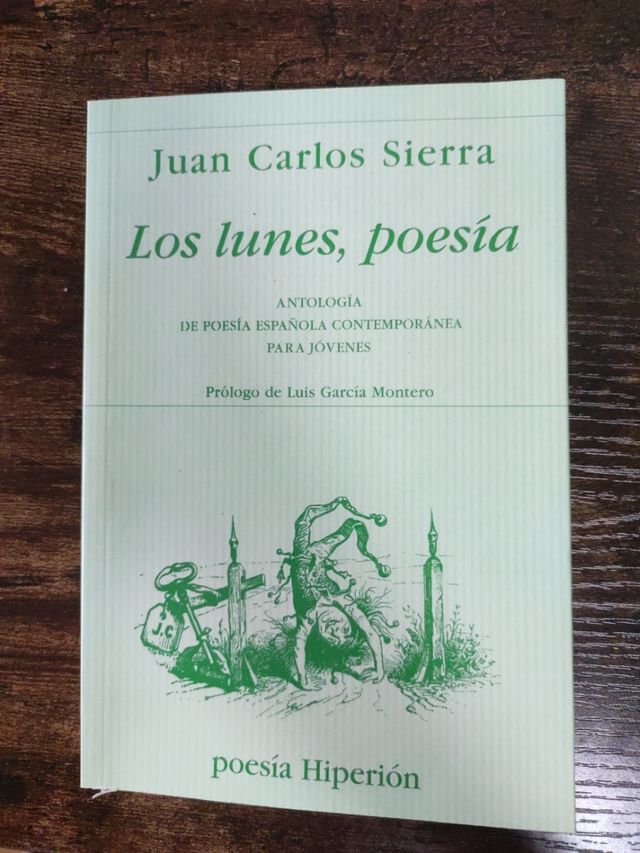 Juan Carlos Sierra
Los lunes, poesía
ANTOLOGÍA
DE POESÍA ESPAÑOLA CONTEMPORÁNEA
PARA JÓVENES
Prólogo de Luis García Montero
J.C
poesía Hiperión